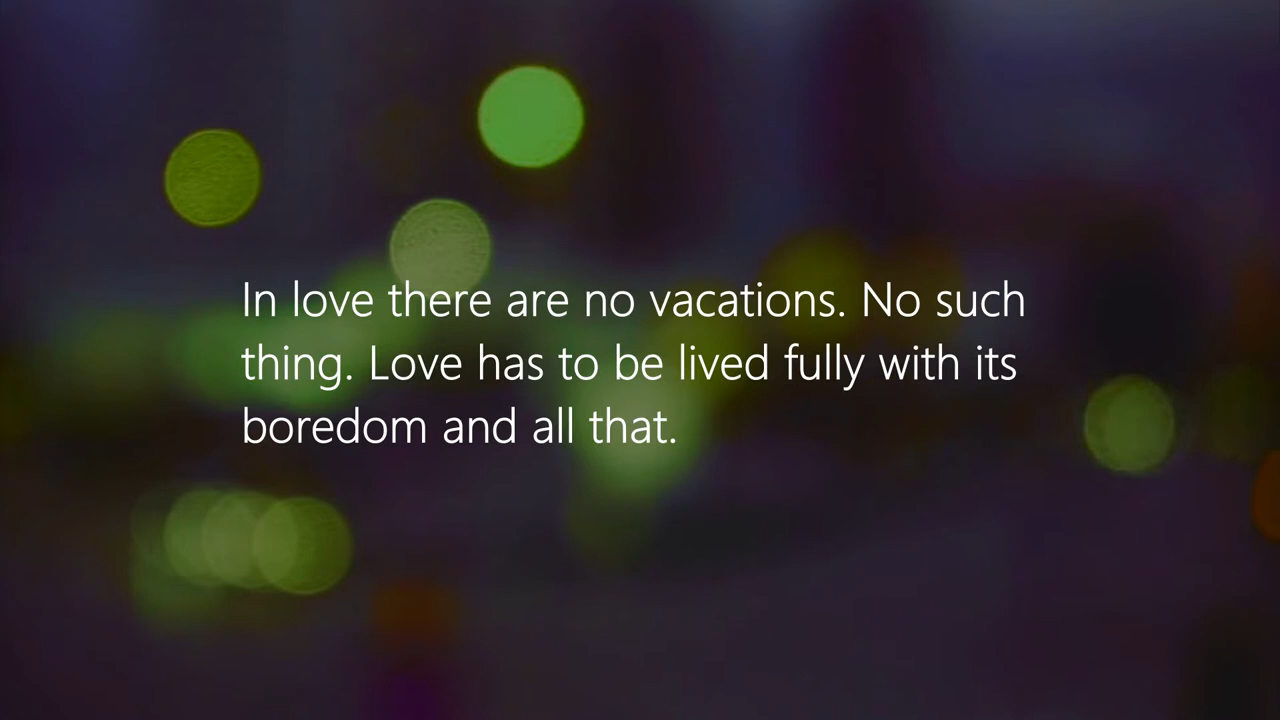 In love there are no vacations. No such
thing. Love has to be lived fully with its
boredom and all that.